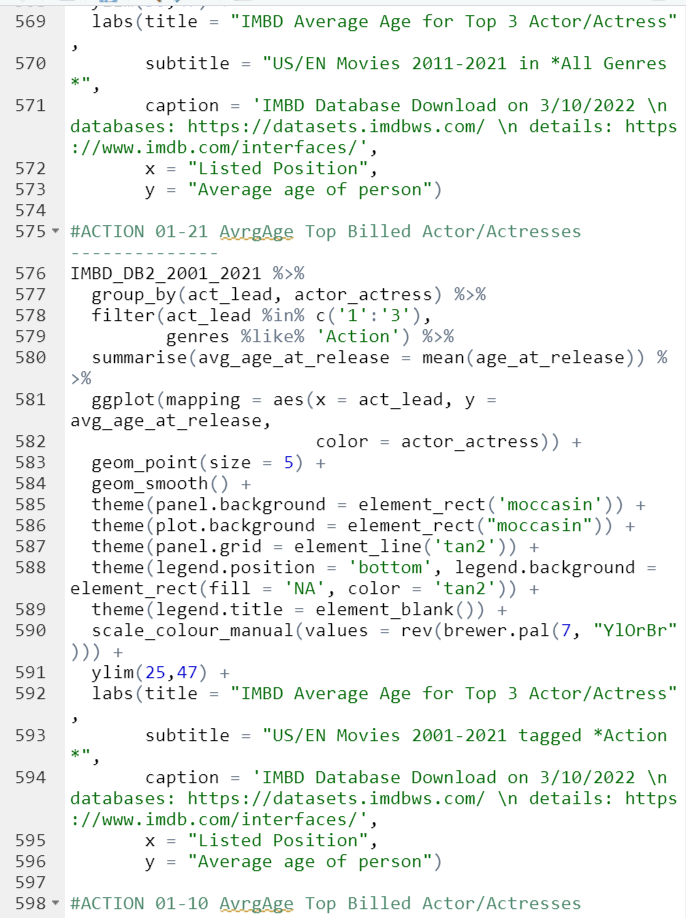 569 labs(title = "IMBD Average Age for Top 3 Actor/Actress"
,
570 subtitle = "US/EN Movies 2011-2021 in *All Genres
*",
571 caption = 'IMBD Database Download on 3/10/2022 \n
databases: https://datasets.imdbws.com/ \n details: https
://www.imdb.com/interfaces/',
572 x = "Listed Position",
573 y = "Average age of person")
574
575 #ACTION 01-21 AvrgAge Top Billed Actor/Actresses
--------------
576 IMBD_DB2_2001_2021 %>%
577 group_by(act_lead, actor_actress) %>%
578 filter(act_lead %in% c('1':'3'),
579 genres %like% 'Action') %>%
580 summarise(avg_age_at_release = mean(age_at_release)) %
>%
581 ggplot(mapping = aes(x = act_lead, y =
avg_age_at_release,
582 color = actor_actress)) +
583 geom_point(size = 5) +
584 geom_smooth() +
585 theme(panel.background = element_rect('moccasin')) +
586 theme(plot.background = element_rect("moccasin")) +
587 theme(panel.grid = element_line('tan2')) +
588 theme(legend.position = 'bottom', legend.background =
element_rect(fill = 'NA', color = 'tan2')) +
589 theme(legend.title = element_blank()) +
590 scale_colour_manual(values = rev(brewer.pal(7, "YlOrBr"
))) +
591 ylim(25,47) +
592 labs(title = "IMBD Average Age for Top 3 Actor/Actress"
,
593 subtitle = "US/EN Movies 2001-2021 tagged *Action
*",
594 caption = 'IMBD Database Download on 3/10/2022 \n
databases: https://datasets.imdbws.com/ \n details: https
://www.imdb.com/interfaces/',
595 x = "Listed Position",
596 y = "Average age of person")
597
598 #ACTION 01-10 AvrgAge Top Billed Actor/Actresses